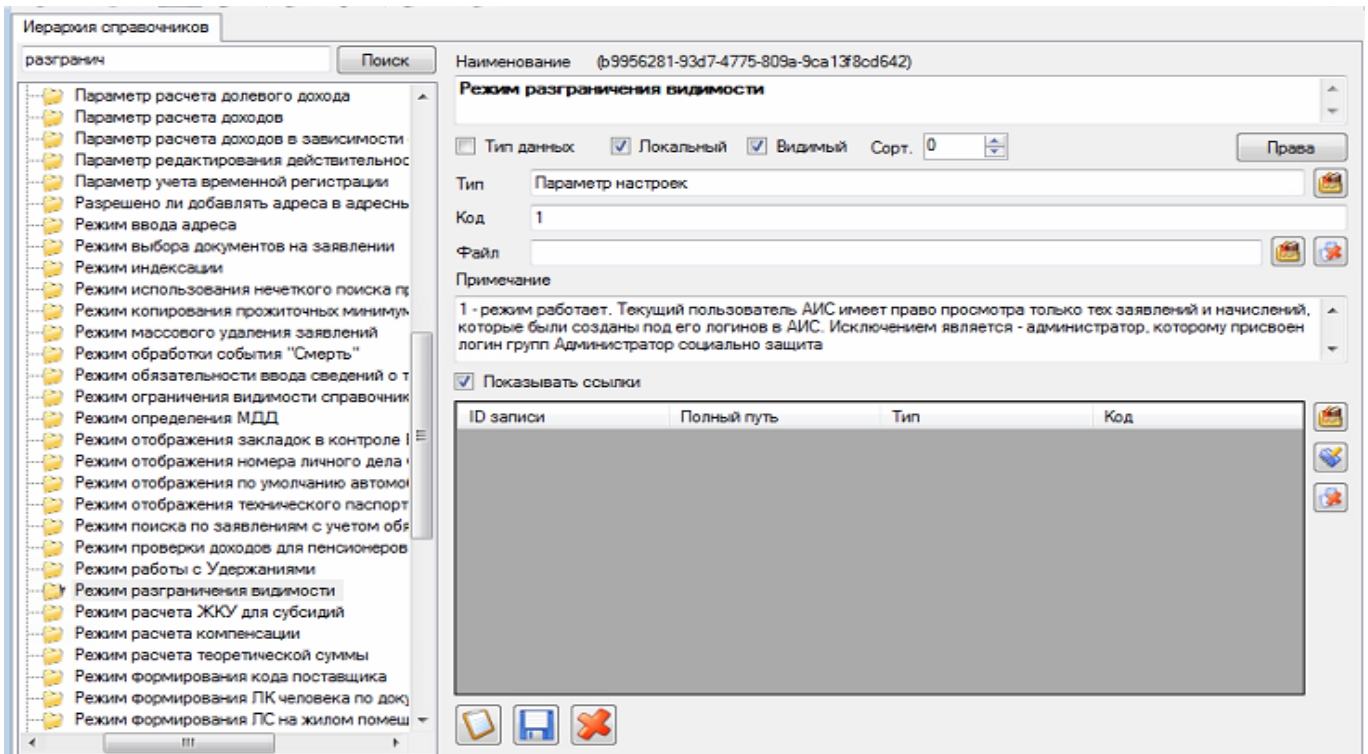 Иерархия справочников
разгранич
Поиск
Параметр расчета долевого дохода
Параметр расчета доходов
Параметр расчета доходов в зависимости
Параметр редактирования действительнос
Параметр учета временной регистрации
Разрешено ли добавлять адреса в адреснь
Режим ввода адреса
Режим выбора документов на заявлении
Режим индексации
Режим использования нечеткого поиска пр
Режим копирования прожиточных минимум
Режим массового удаления заявлений
Режим обработки события "Смерть"
Режим обязательности ввода сведений о т
Режим ограничения видимости справочник
Режим определения МДД
Режим отображения закладок в контроле
Режим отображения номера личного дела
Режим отображения по умолчанию автомо
Режим отображения технического паспорт
Режим поиска по заявлениям с учетом обя
Режим проверки доходов для пенсионеров
Режим работы с Удержаниями
Режим разграничения видимости
Режим расчета ЖКУ для субсидий
Режим расчета компенсации
Режим расчета теоретической суммы
Режим формирования кода поставщика
Режим формирования ЛК человека по доку
Режим формирования ЛС на жилом помещ
Наименование (b9956281-93d7-4775-809a-9ca13f8cd642)
Режим разграничения видимости
Тип данных Локальный Видимый Сорт. 0 Права
Тип Параметр настроек
Код 1
Файл
Примечание
1 - режим работает. Текущий пользователь АИС имеет право просмотра только тех заявлений и начислений,
которые были созданы под его логинов в АИС. Исключением является - администратор, которому присвоен
логин групп Администратор социально защита
Показывать ссылки
ID записи Полный путь Тип Код